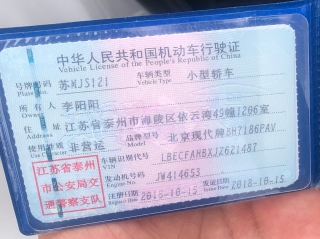 中华人民共和国机动车行驶证
Vehicle License of the People's Republic of China
号牌号码 苏MJS121 车辆类型 小型轿车
Plate No. Vehicle Type
所有人 李阳阳
Owner
住址 江苏省泰州市海陵区依云湾49幢1206室
Address
使用性质 非营运 品牌型号 北京现代牌BH7186PAV
Use Character Model
江苏省泰州市公安局交通警察支队
车辆识别代号 LBECFAHBXJZ621487
VIN
发动机号码 JW414653
Engine No.
注册日期 2018-10-15 发证日期 2018-10-15
Register Date Issue Date